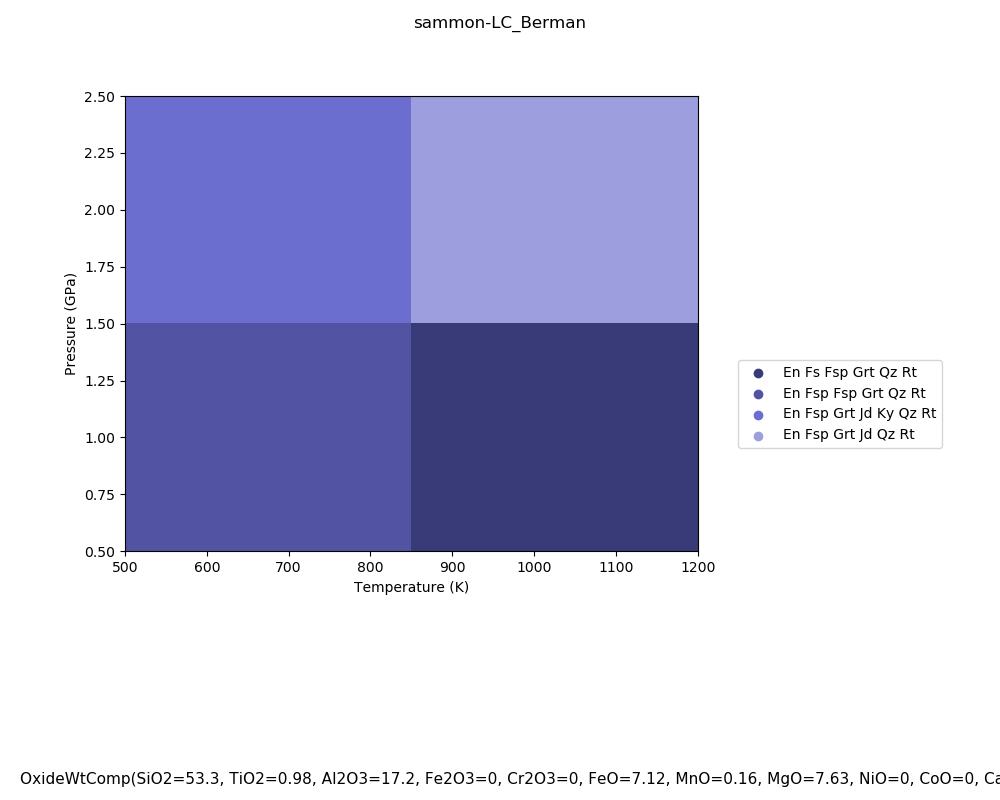 sammon-LC_Berman
2.50
2.25
2.00
1.75
1.50
1.25
1.00
0.75
0.50
Pressure (GPa)
500 600 700 800 900 1000 1100 1200
Temperature (K)
En Fs Fsp Grt Qz Rt
En Fsp Fsp Grt Qz Rt
En Fsp Grt Jd Ky Qz Rt
En Fsp Grt Jd Qz Rt
OxideWtComp(SiO2=53.3, TiO2=0.98, Al2O3=17.2, Fe2O3=0, Cr2O3=0, FeO=7.12, MnO=0.16, MgO=7.63, NiO=0, CoO=0, Ca